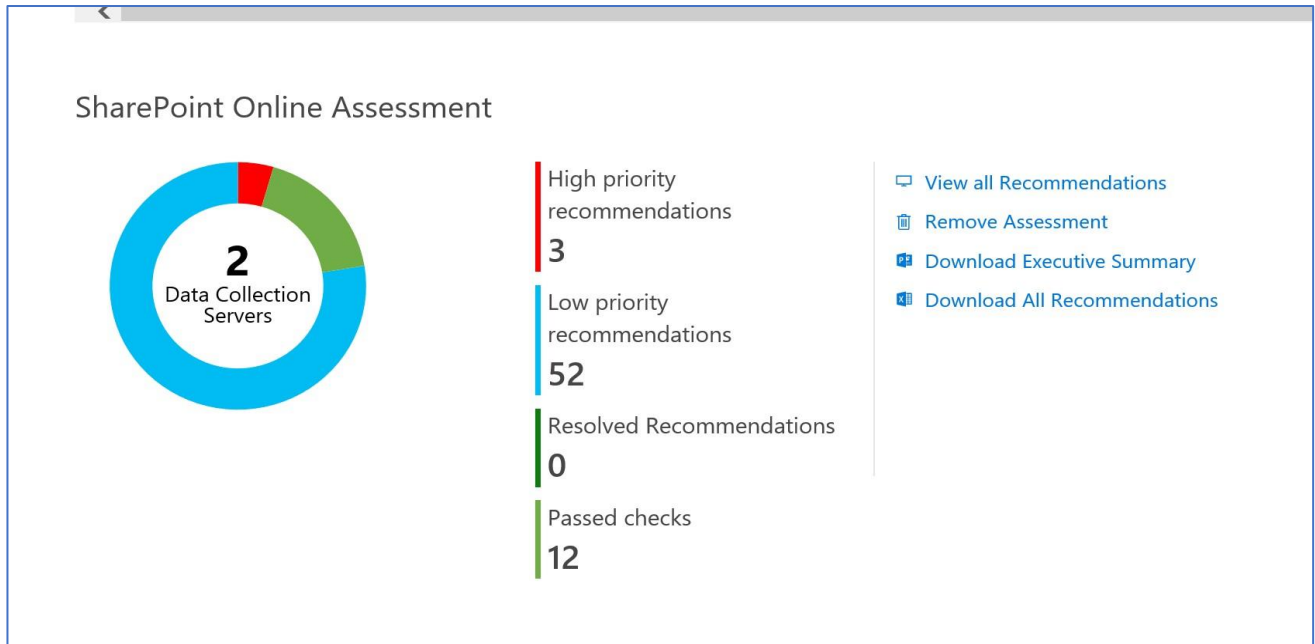 SharePoint Online Assessment
2
Data Collection
Servers
High priority
recommendations
3
Low priority
recommendations
52
Resolved Recommendations
0
Passed checks
12
View all Recommendations
Remove Assessment
Download Executive Summary
Download All Recommendations